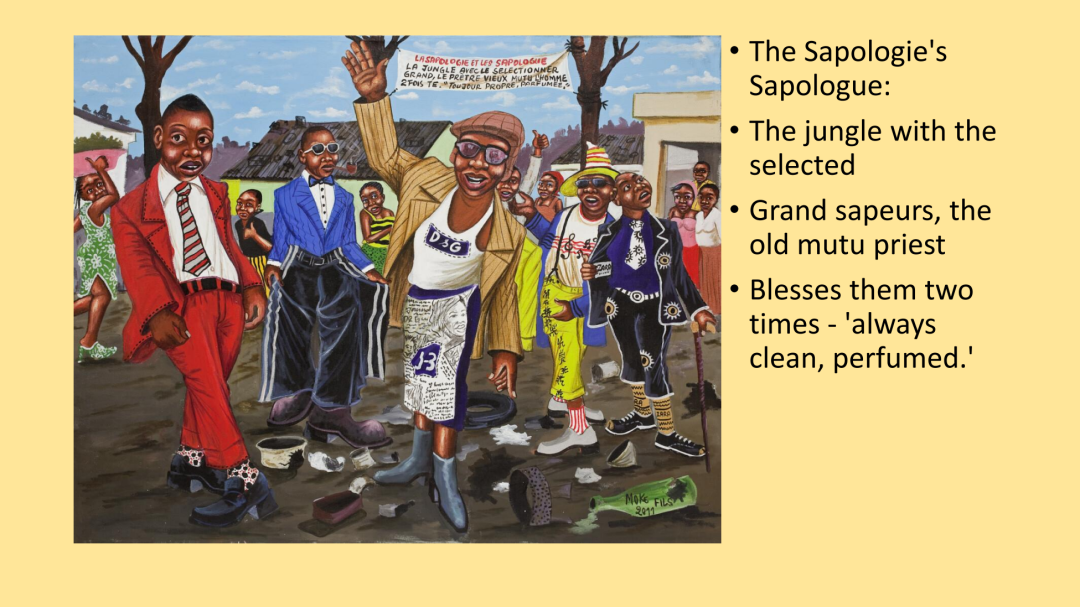 LA SAPOLOGIE ET LES SAPOLOGUE
LA JUNGLE AVEC LE SELECTIONNER
GRAND, LE PRETRE VIEUX MUTU L'HOMME
2 FOIS TE. "TOUJOUR PROPRE, PARFUMEE."
D3G
J3
MOKE FILS
2011
• The Sapologie's
Sapologue:
• The jungle with the
selected
• Grand sapeurs, the
old mutu priest
• Blesses them two
times - 'always
clean, perfumed.'